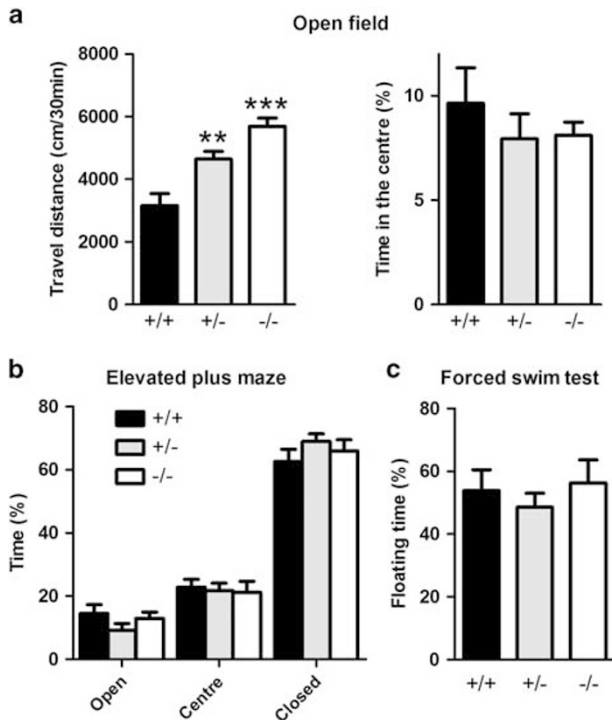 a
Open field
Travel distance (cm/30min)
8000
6000
4000
2000
0
**
***
+/+ +/- -/-
Time in the centre (%)
10
5
0
+/+ +/- -/-
b
Elevated plus maze
Time (%)
80
60
40
20
0
+/+
+/-
-/-
Open Centre Closed
c
Forced swim test
Floating time (%)
80
60
40
20
0
+/+ +/- -/-